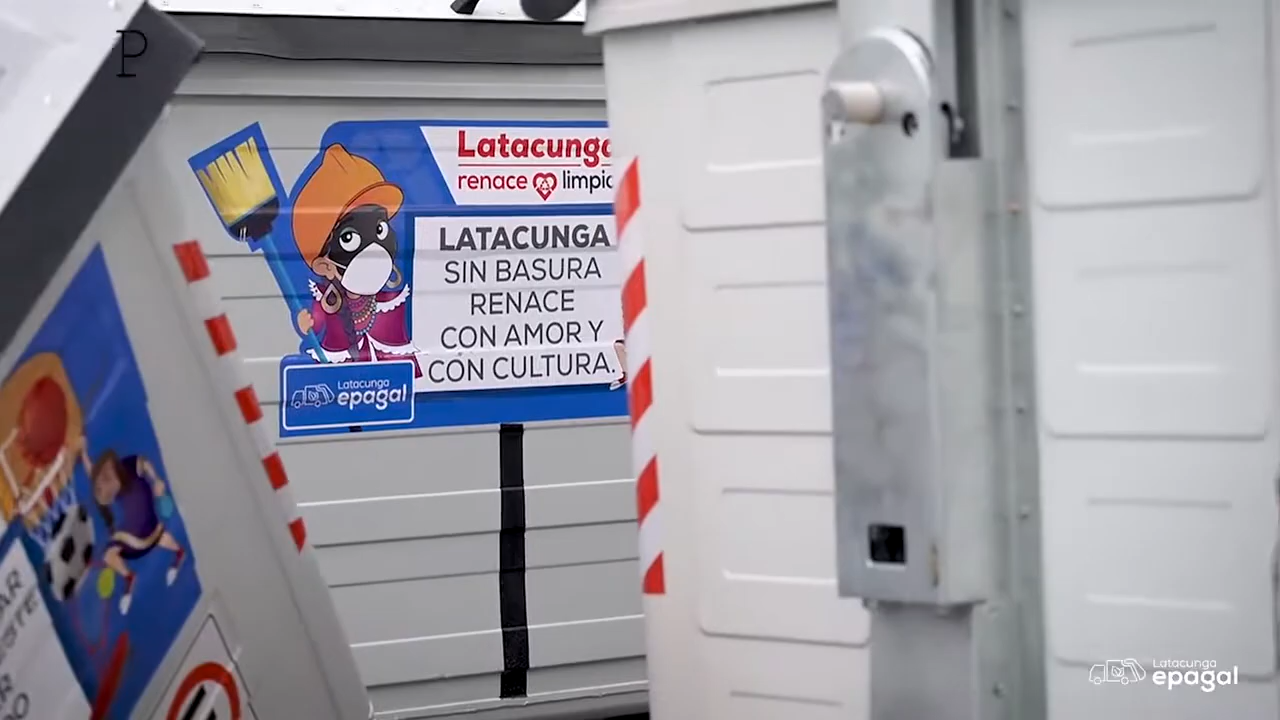 P
Latacunga
renace limpia
LATACUNGA
SIN BASURA
RENACE
CON AMOR Y
CON CULTURA.
Latacunga
epagal
Latacunga
epagal